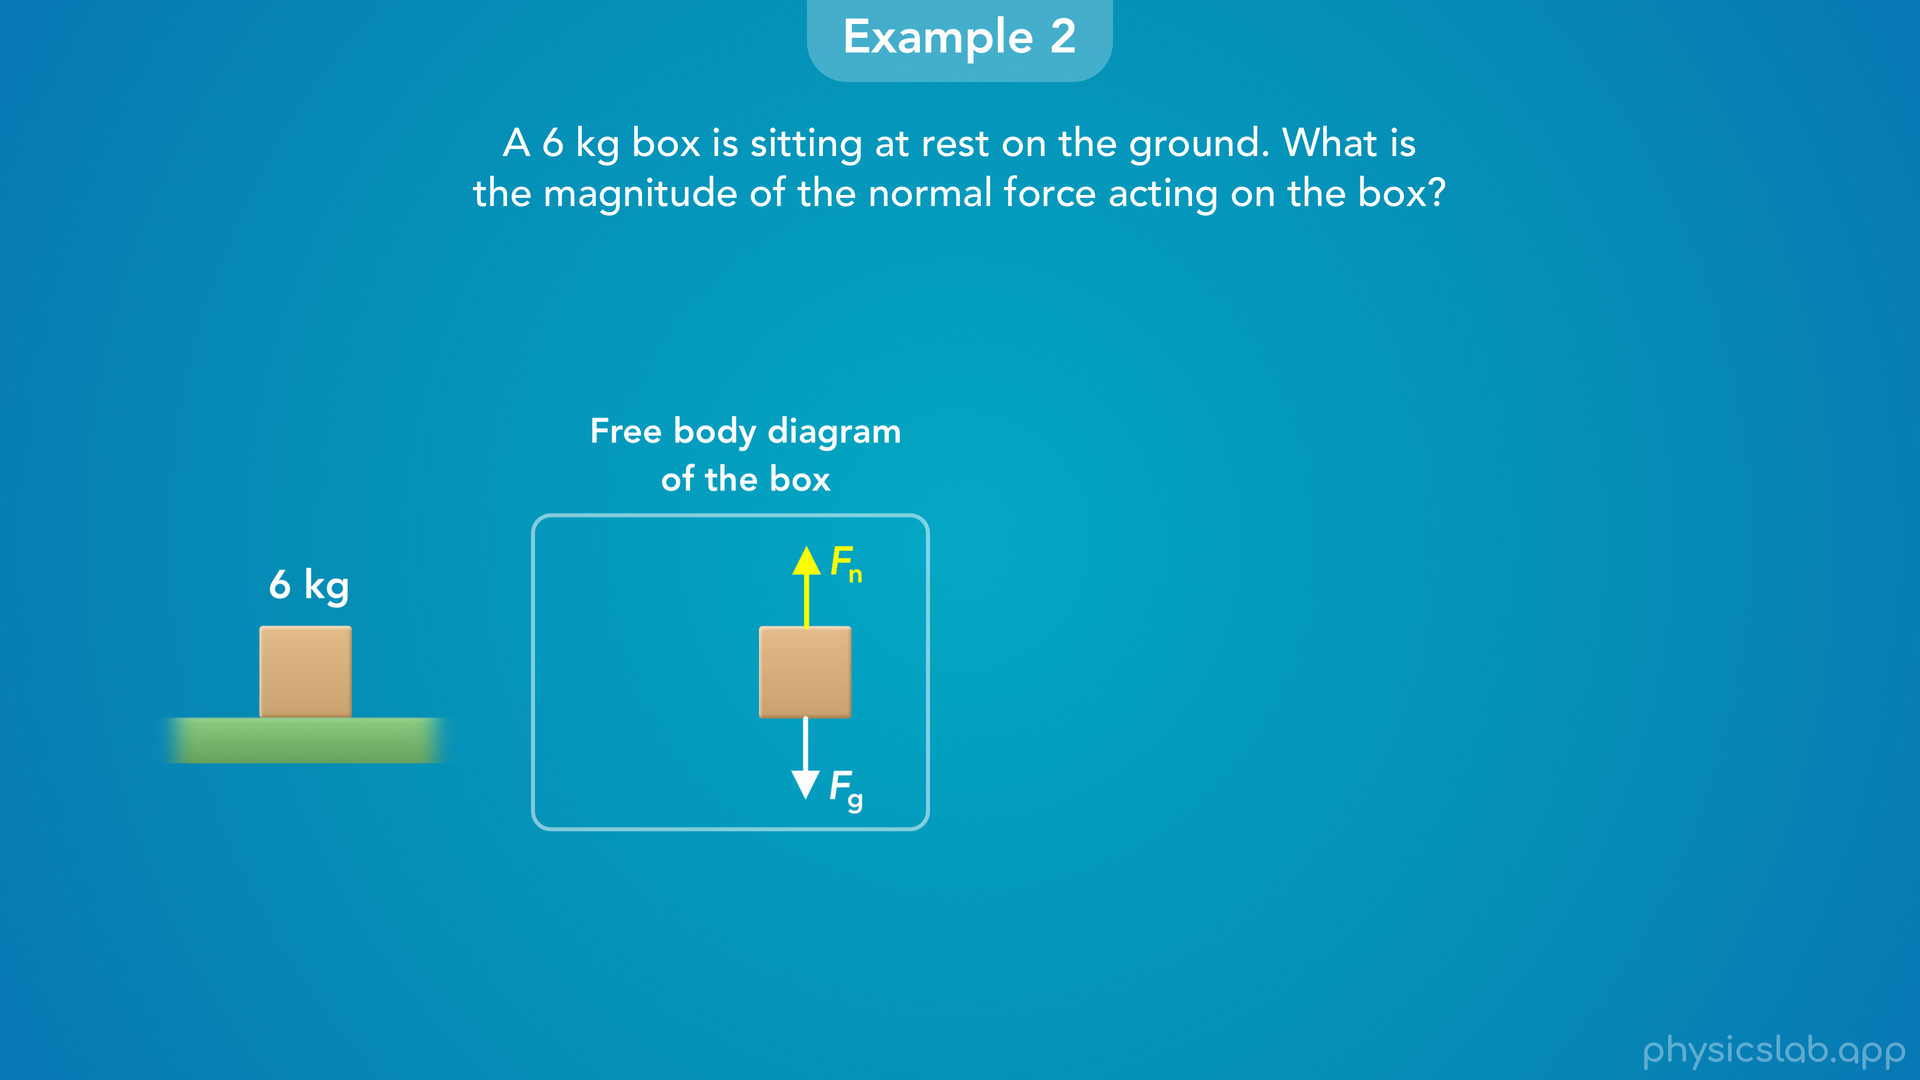 Example 2
A 6 kg box is sitting at rest on the ground. What is
the magnitude of the normal force acting on the box?
Free body diagram
of the box
6 kg
Fn
Fg
physicslab.app